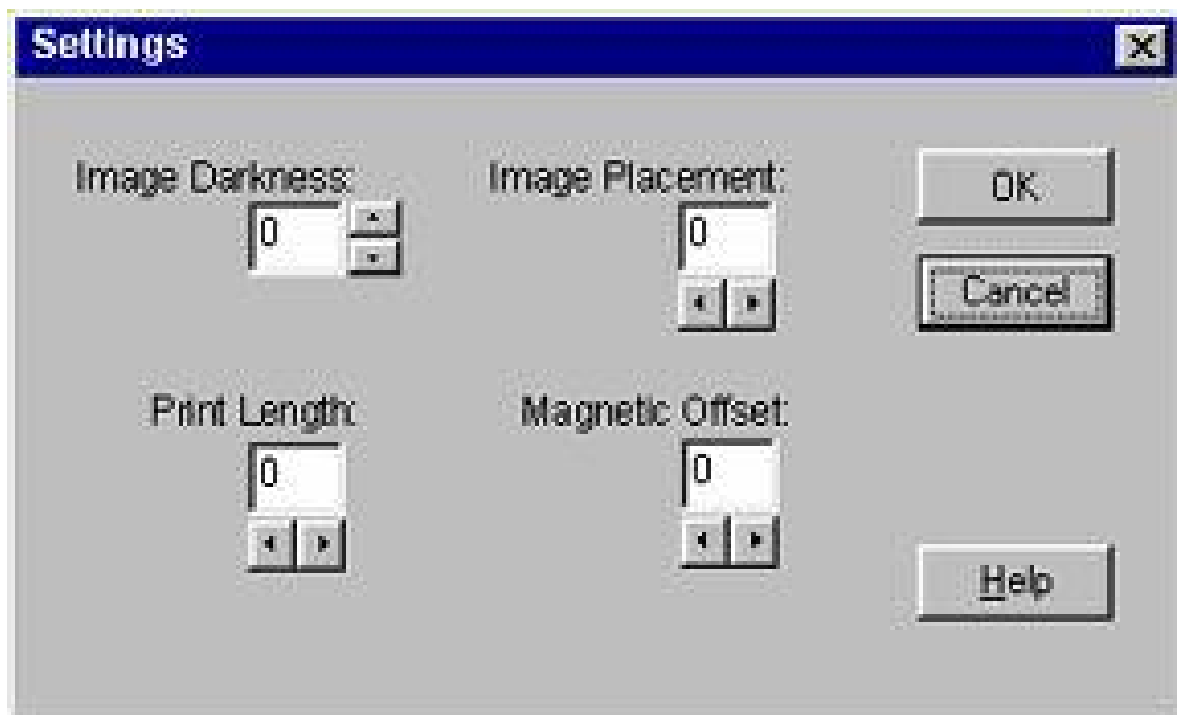 Settings
Image Darkness:
0
Image Placement:
0
OK
Cancel
Print Length:
0
Magnetic Offset:
0
Help